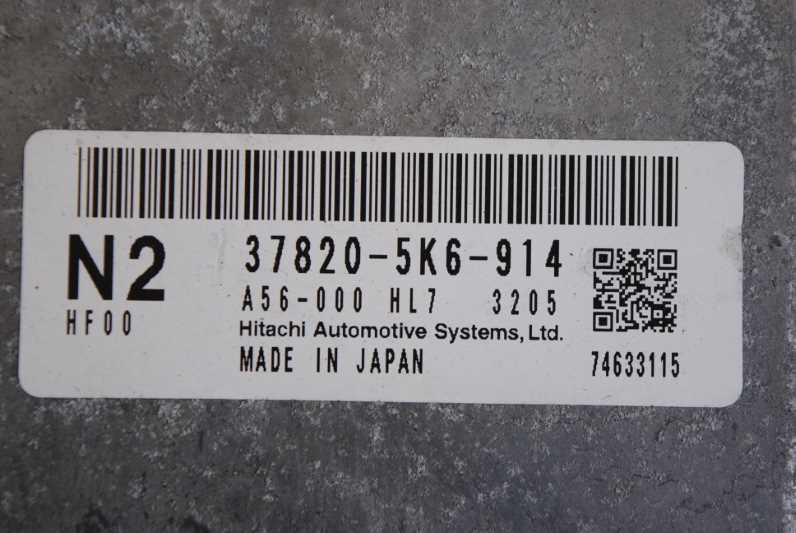 N2
HF00
37820-5K6-914
A56-000 HL7 3205
Hitachi Automotive Systems, Ltd.
MADE IN JAPAN
74633115